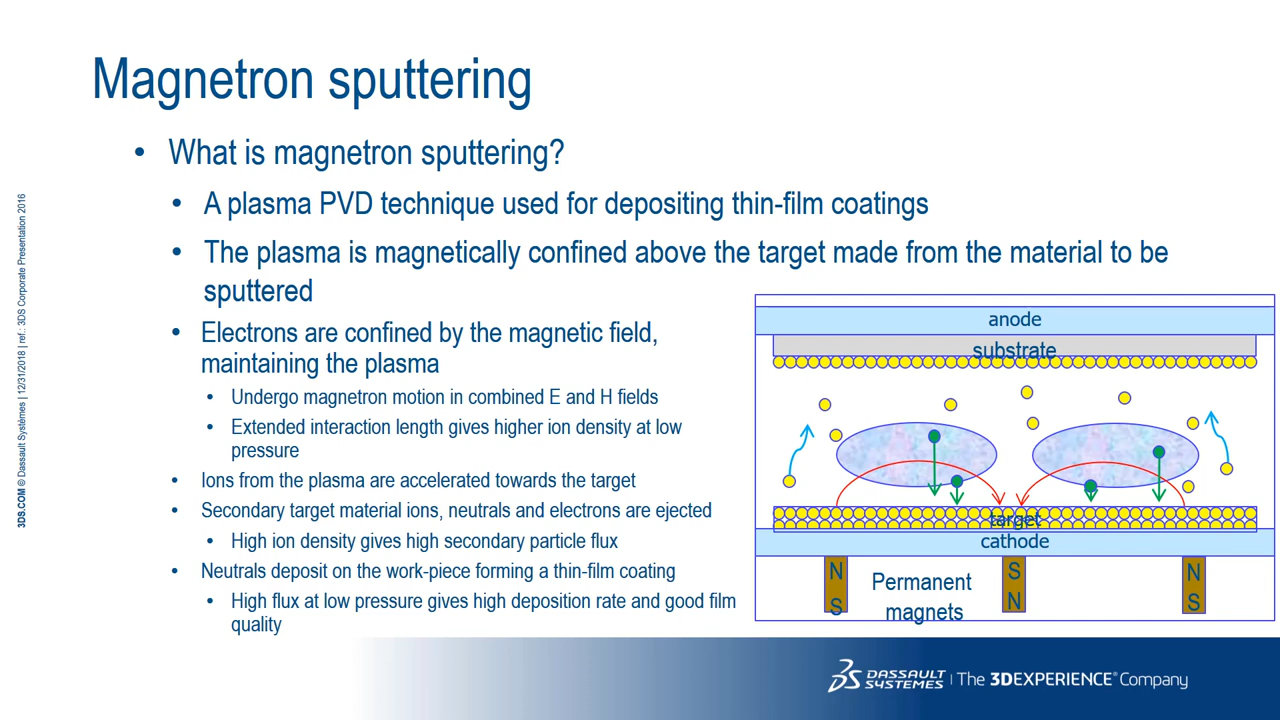 Magnetron sputtering
• What is magnetron sputtering?
• A plasma PVD technique used for depositing thin-film coatings
• The plasma is magnetically confined above the target made from the material to be
sputtered
• Electrons are confined by the magnetic field,
maintaining the plasma
• Undergo magnetron motion in combined E and H fields
• Extended interaction length gives higher ion density at low
pressure
• Ions from the plasma are accelerated towards the target
• Secondary target material ions, neutrals and electrons are ejected
• High ion density gives high secondary particle flux
• Neutrals deposit on the work-piece forming a thin-film coating
• High flux at low pressure gives high deposition rate and good film
quality
anode
substrate
target
cathode
N
S
Permanent
magnets
S
N
N
S
3DS.COM © Dassault Systèmes | 12/31/2018 | ref.: 3DS Corporate Presentation 2016
DASSAULT
SYSTEMES | The 3DEXPERIENCE® Company